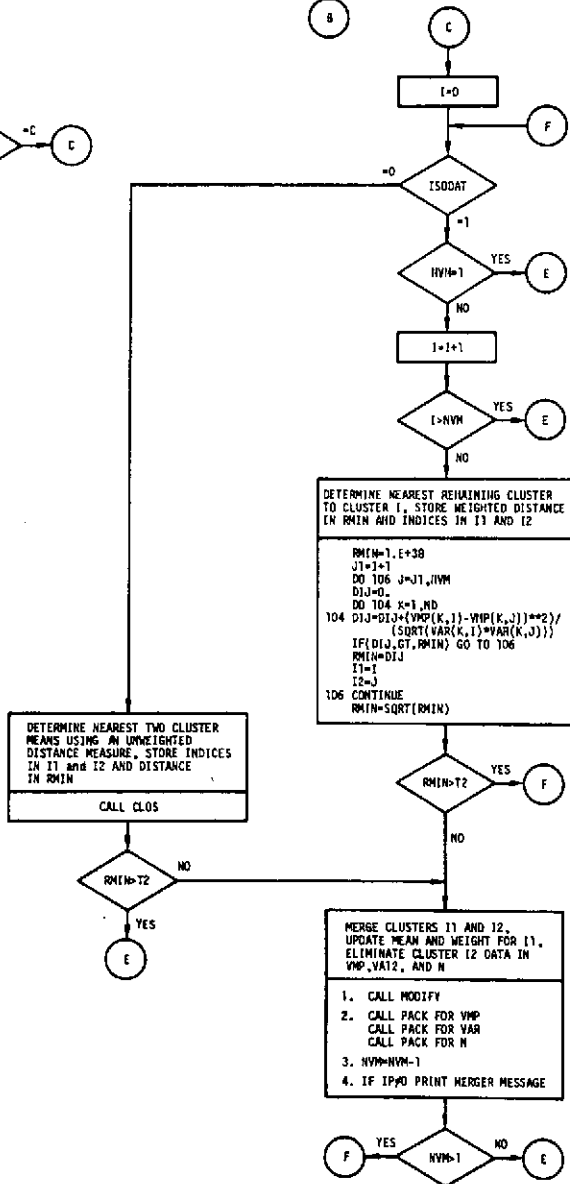 B
C
I=0
F
=C
C
ISODAT
=0
=1
NVM=1
YES
E
NO
I=I+1
I>NVM
YES
E
NO
DETERMINE NEAREST REMAINING CLUSTER
TO CLUSTER I, STORE WEIGHTED DISTANCE
IN RMIN AND INDICES IN I1 AND I2
RMIN=1.E+38
J1=I+1
DO 106 J=J1,NVM
DIJ=0.
DO 104 K=1,ND
104 DIJ=DIJ+(VMP(K,I)-VMP(K,J))**2)/
(SQRT(VAR(K,I)*VAR(K,J)))
IF(DIJ.GT.RMIN) GO TO 106
RMIN=DIJ
I1=I
I2=J
106 CONTINUE
RMIN=SQRT(RMIN)
DETERMINE NEAREST TWO CLUSTER
MEANS USING AN UNWEIGHTED
DISTANCE MEASURE, STORE INDICES
IN I1 and I2 AND DISTANCE
IN RMIN
CALL CLOS
RMIN>T2
YES
F
NO
RMIN>T2
NO
YES
E
MERGE CLUSTERS I1 AND I2,
UPDATE MEAN AND WEIGHT FOR I1,
ELIMINATE CLUSTER I2 DATA IN
VMP,VA12, AND N
1. CALL MODIFY
2. CALL PACK FOR VMP
CALL PACK FOR VAR
CALL PACK FOR N
3. NVM=NVM-1
4. IF IP≠0 PRINT MERGER MESSAGE
F
YES
NVM>1
NO
E